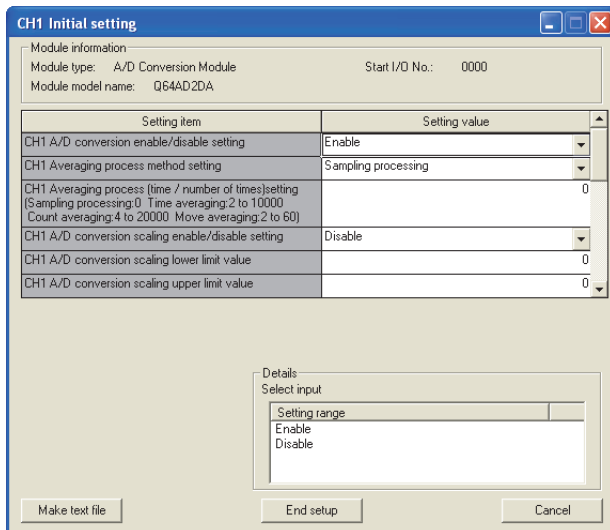 CH1 Initial setting
Module information
Module type: A/D Conversion Module Start I/O No.: 0000
Module model name: Q64AD2DA
Setting item Setting value
CH1 A/D conversion enable/disable setting Enable
CH1 Averaging process method setting Sampling processing
CH1 Averaging process (time / number of times)setting 0
(Sampling processing:0 Time averaging:2 to 10000
Count averaging:4 to 20000 Move averaging:2 to 60)
CH1 A/D conversion scaling enable/disable setting Disable
CH1 A/D conversion scaling lower limit value 0
CH1 A/D conversion scaling upper limit value 0
Details
Select input
Setting range
Enable
Disable
Make text file End setup Cancel